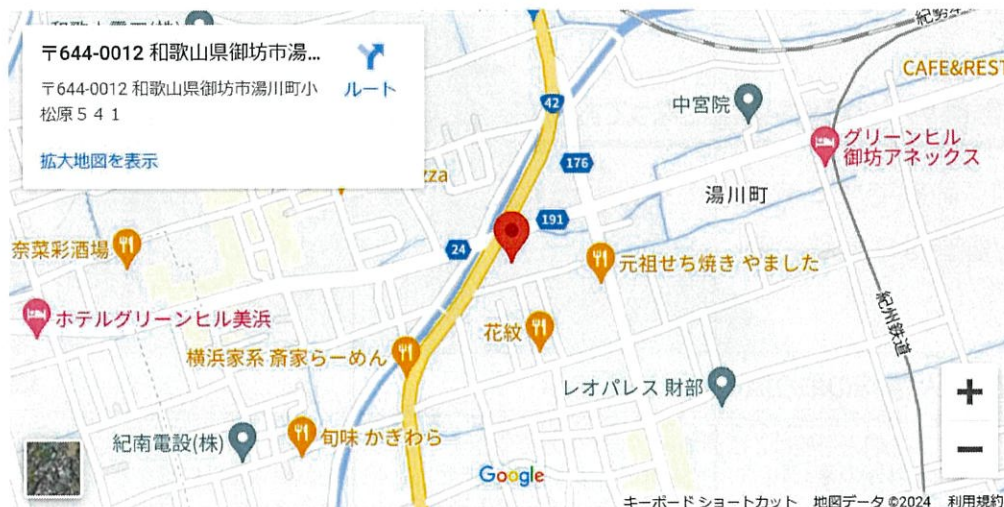 〒644-0012 和歌山県御坊市湯...
〒644-0012 和歌山県御坊市湯川町小
松原５４１
ルート
拡大地図を表示
42
176
191
24
zza
CAFE&REST
中宮院
グリーンヒル
御坊アネックス
湯川町
奈菜彩酒場
元祖せち焼き やました
ホテルグリーンヒル美浜
花紋
横浜家系 斎家らーめん
紀州鉄道
レオパレス 財部
紀南電設(株)
旬味 かぎわら
+
−
Google
キーボード ショートカット 地図データ ©2024 利用規約